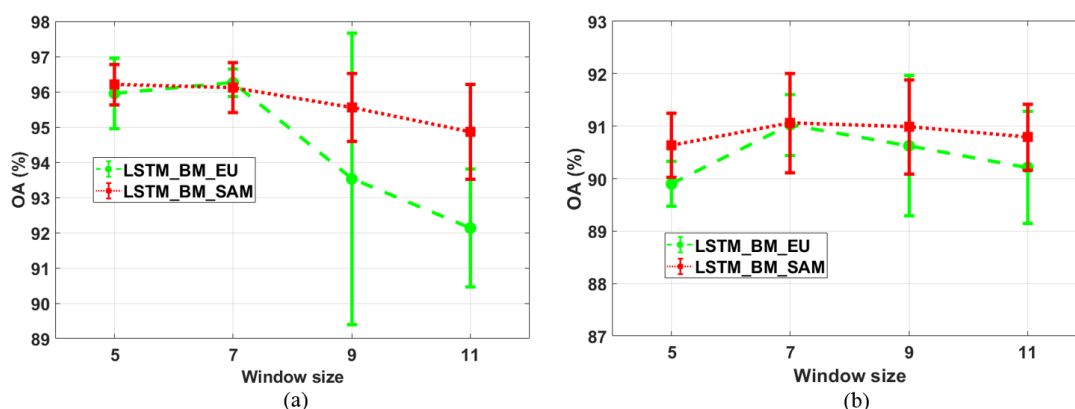 98
97
96
95
94
93
92
91
90
89
OA (%)
LSTM_BM_EU
LSTM_BM_SAM
5 7 9 11
Window size
(a)
93
92
91
90
89
88
87
OA (%)
LSTM_BM_EU
LSTM_BM_SAM
5 7 9 11
Window size
(b)